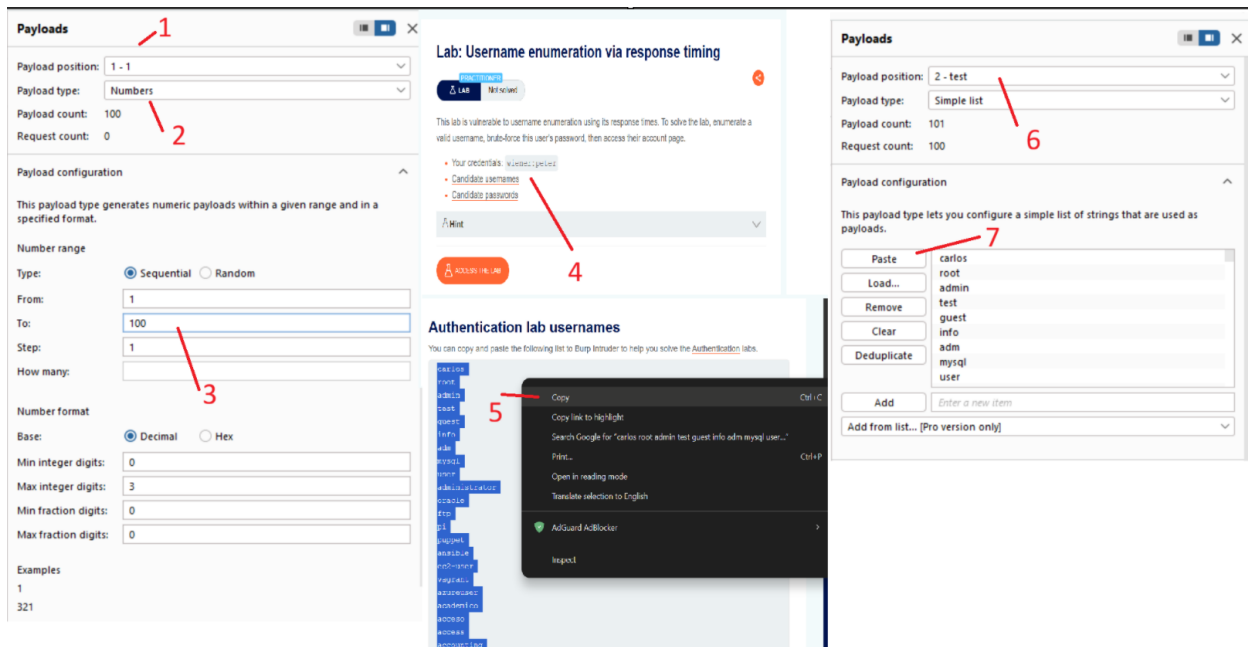 Payloads
1
Payload position: 1 - 1
Payload type: Numbers
Payload count: 100
Request count: 0
2
Payload configuration
This payload type generates numeric payloads within a given range and in a
specified format.
Number range
Type: Sequential Random
From: 1
To: 100
Step: 1
How many:
3
Number format
Base: Decimal Hex
Min integer digits: 0
Max integer digits: 3
Min fraction digits: 0
Max fraction digits: 0
Examples
1
321
Lab: Username enumeration via response timing
PRACTITIONER
LAB Not solved
This lab is vulnerable to username enumeration using its response times. To solve the lab, enumerate a
valid username, brute-force this user's password, then access their account page.
Your credentials: wiener:peter
Candidate usernames
Candidate passwords
Hint
4
ACCESS THE LAB
Authentication lab usernames
You can copy and paste the following list to Burp Intruder to help you solve the Authentication labs.
carlos
root
admin
test
guest
info
adm
mysql
user
administrator
oracle
ftp
pi
puppet
ansible
ec2-user
vagrant
azureuser
academico
acceso
access
accounting
5
Copy Ctrl+C
Copy link to highlight
Search Google for "carlos root admin test guest info adm mysql user..."
Print... Ctrl+P
Open in reading mode
Translate selection to English
AdGuard AdBlocker
Inspect
Payloads
Payload position: 2 - test
Payload type: Simple list
Payload count: 101
Request count: 100
6
Payload configuration
This payload type lets you configure a simple list of strings that are used as
payloads.
7
Paste
Load...
Remove
Clear
Deduplicate
carlos
root
admin
test
guest
info
adm
mysql
user
Add Enter a new item
Add from list... [Pro version only]